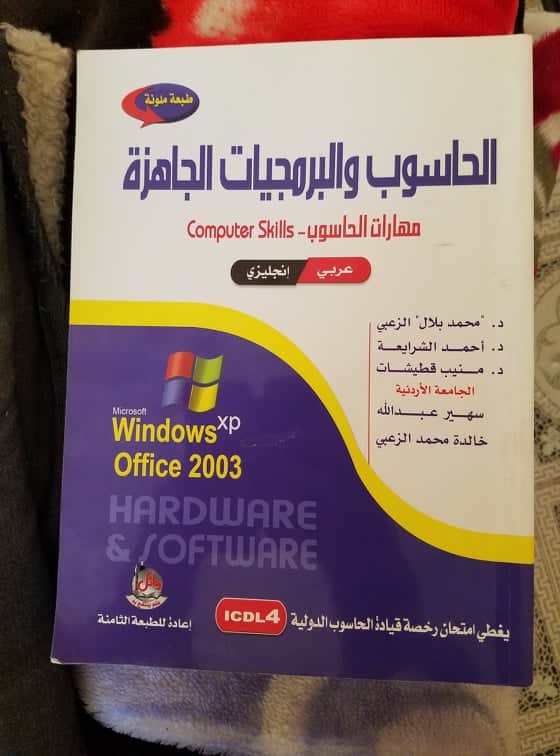 طبعة ملونة
الحاسوب والبرمجيات الجاهزة
مهارات الحاسوب - Computer Skills
عربي إنجليزي
د. "محمد بلال" الزعبي
د. أحمد الشرايعة
د. منيب قطيشات
الجامعة الأردنية
سهير عبدالله
خالدة محمد الزعبي
Microsoft
Windows xp
Office 2003
HARDWARE
& SOFTWARE
يغطي امتحان رخصة قيادة الحاسوب الدولية ICDL4
إعادة للطبعة الثامنة
وائل